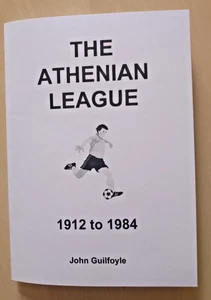 THE
ATHENIAN
LEAGUE
1912 to 1984
John Guilfoyle